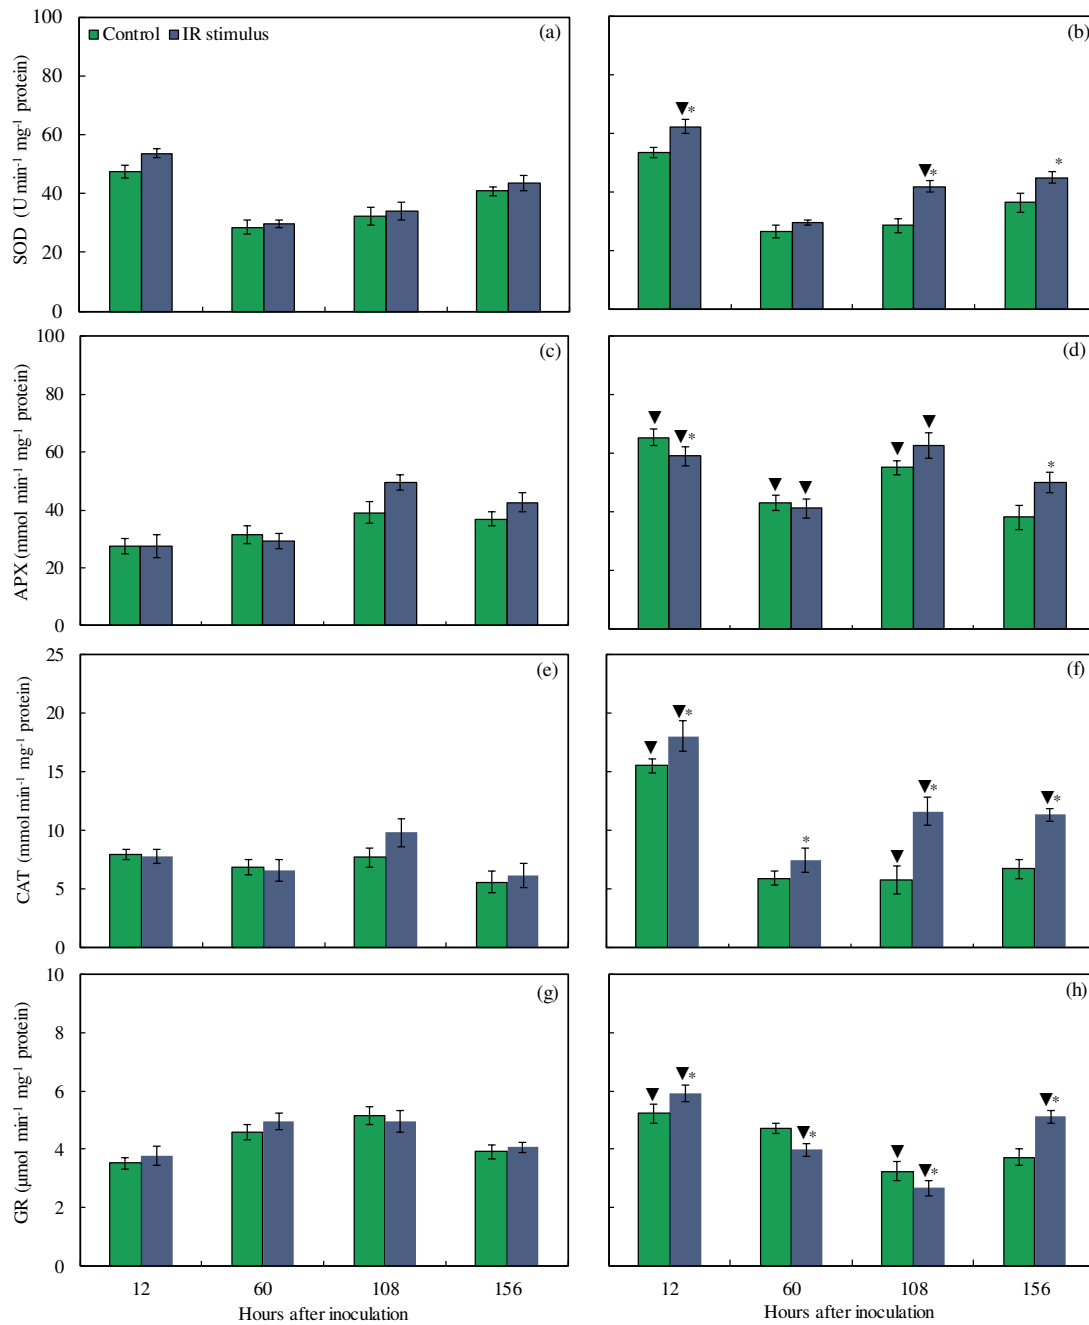 100
80
60
40
20
0
SOD (U min⁻¹ mg⁻¹ protein)
Control IR stimulus
(a)
(b)
▼*
▼*
*
100
80
60
40
20
0
APX (mmol min⁻¹ mg⁻¹ protein)
(c)
(d)
▼ ▼*
▼ ▼
▼ ▼
*
25
20
15
10
5
0
CAT (mmol min⁻¹ mg⁻¹ protein)
(e)
(f)
▼ ▼*
*
▼ ▼*
▼*
10
8
6
4
2
0
GR (μmol min⁻¹ mg⁻¹ protein)
(g)
(h)
▼ ▼*
▼*
▼ ▼*
▼*
12 60 108 156
Hours after inoculation
12 60 108 156
Hours after inoculation